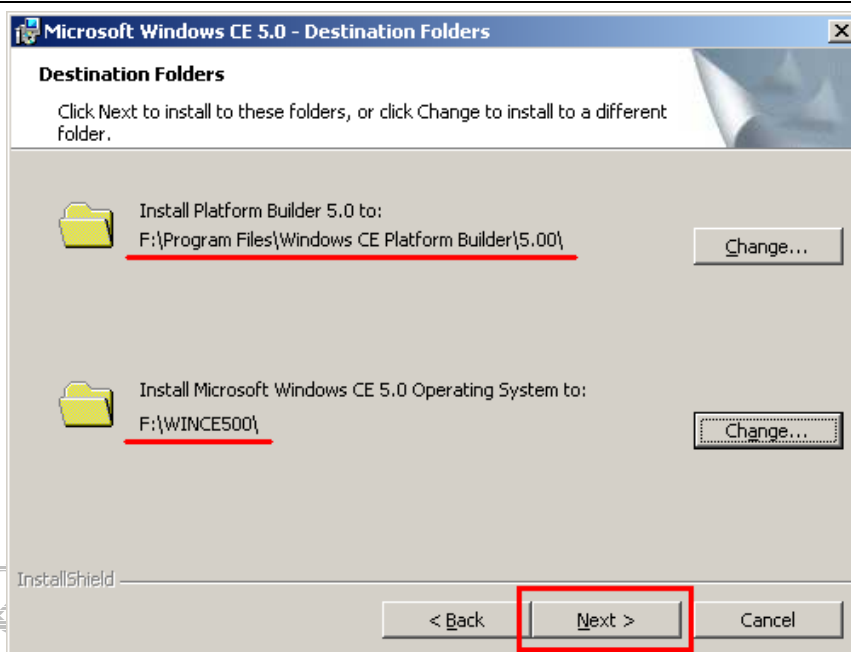 Microsoft Windows CE 5.0 - Destination Folders
Destination Folders
Click Next to install to these folders, or click Change to install to a different
folder.
Install Platform Builder 5.0 to:
F:\Program Files\Windows CE Platform Builder\5.00\
Change...
Install Microsoft Windows CE 5.0 Operating System to:
F:\WINCE500\
Change...
InstallShield
< Back
Next >
Cancel